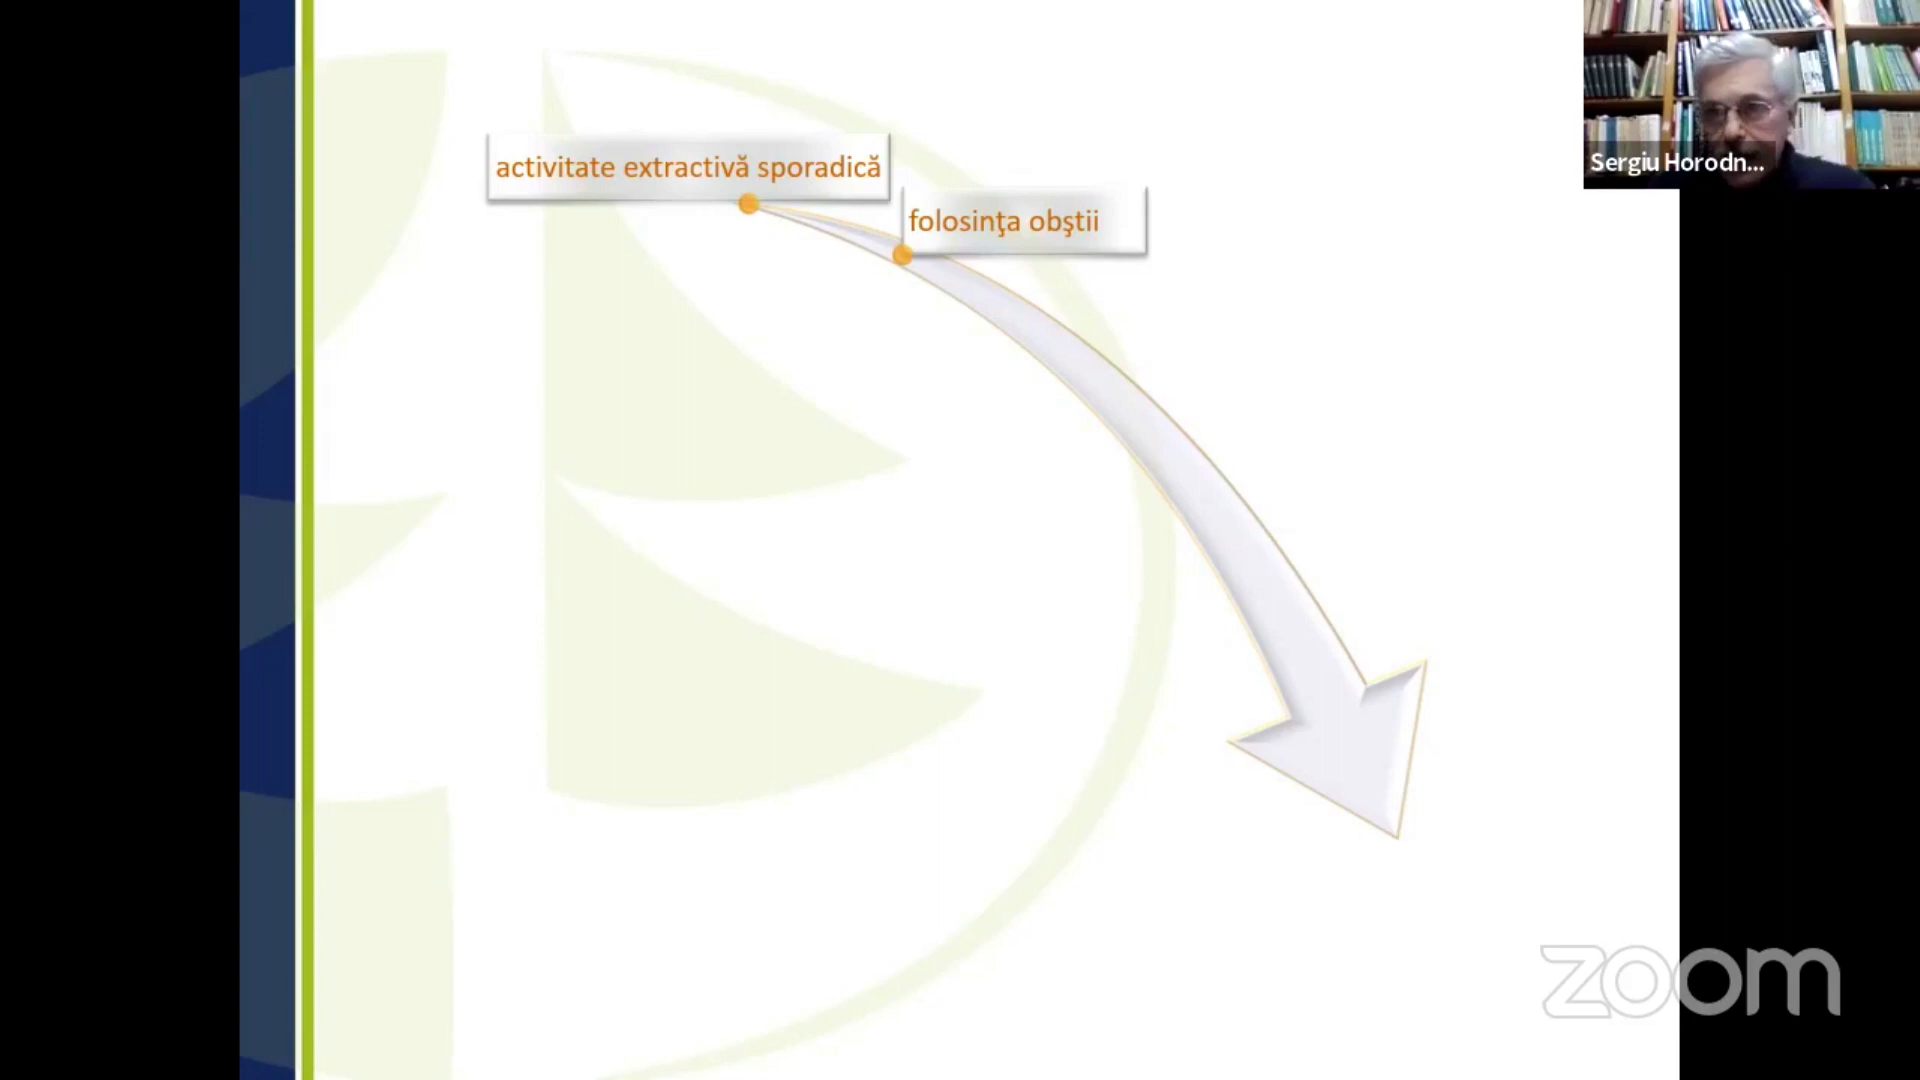 activitate extractivă sporadică
folosinţa obştii
Sergiu Horodn...
zoom